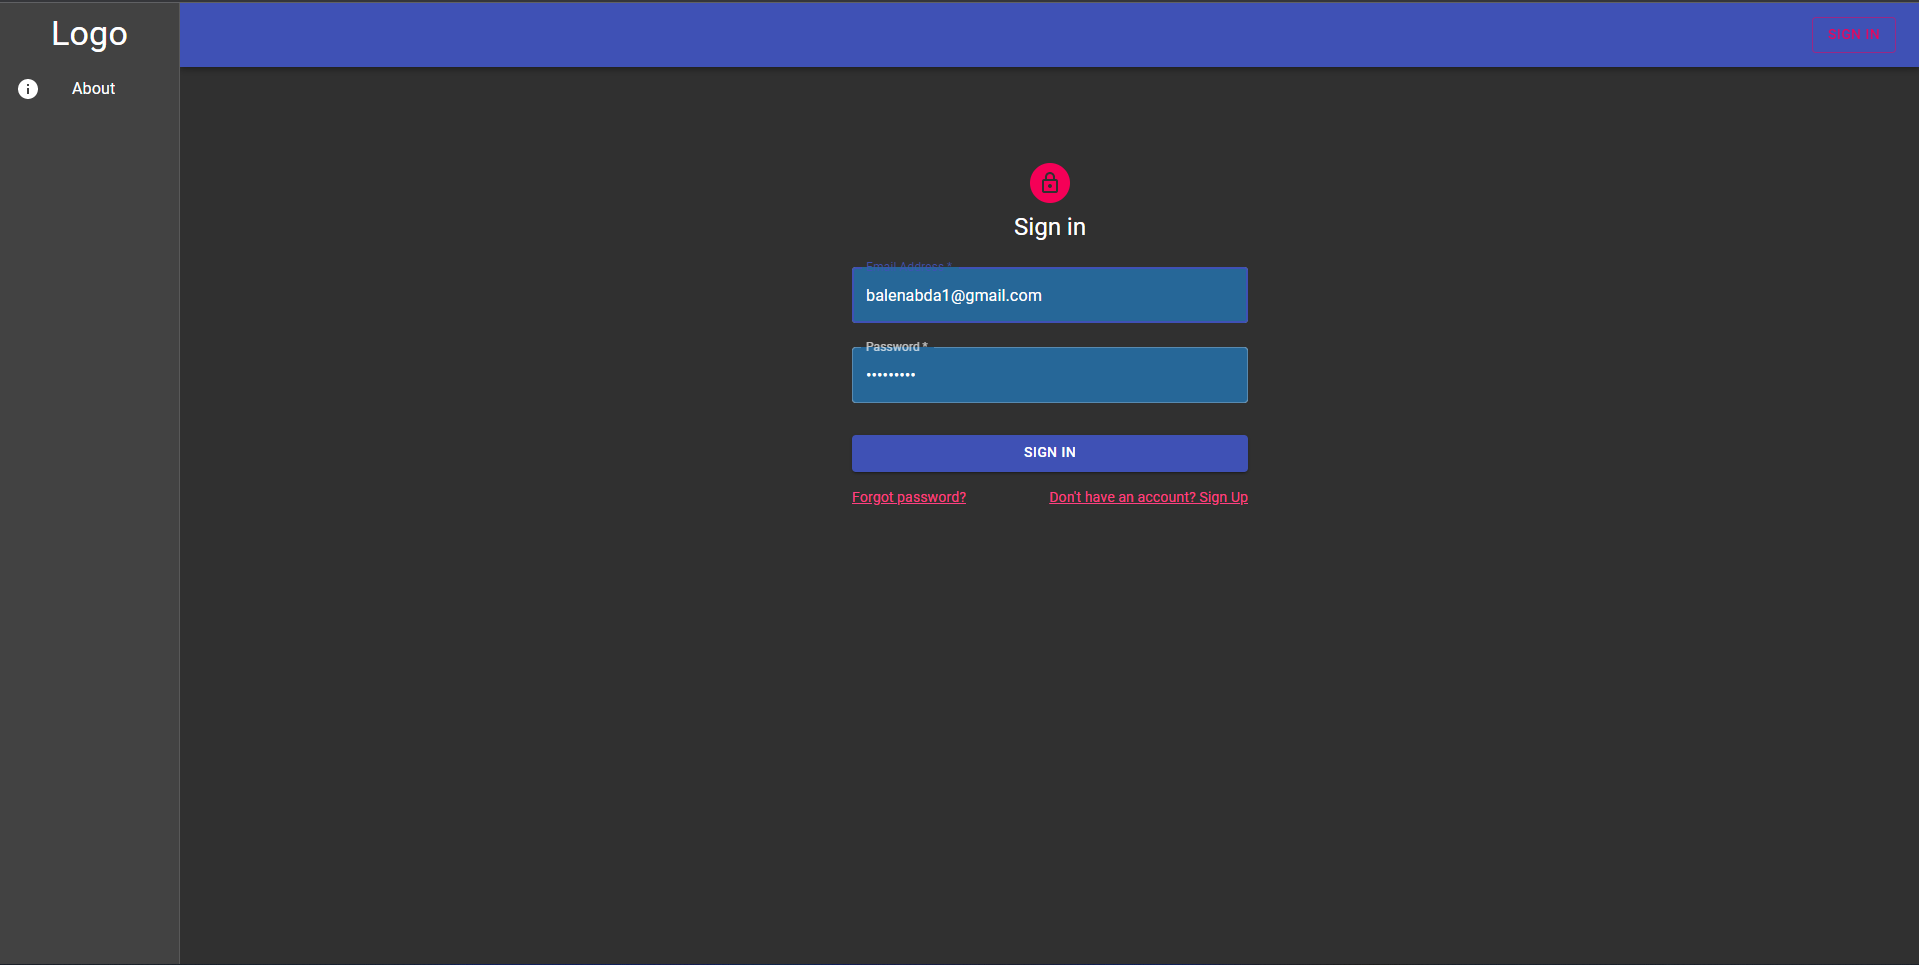 Logo
SIGN IN
About
Sign in
Email Address *
balenabda1@gmail.com
Password *
•••••••••
SIGN IN
Forgot password?
Don't have an account? Sign Up